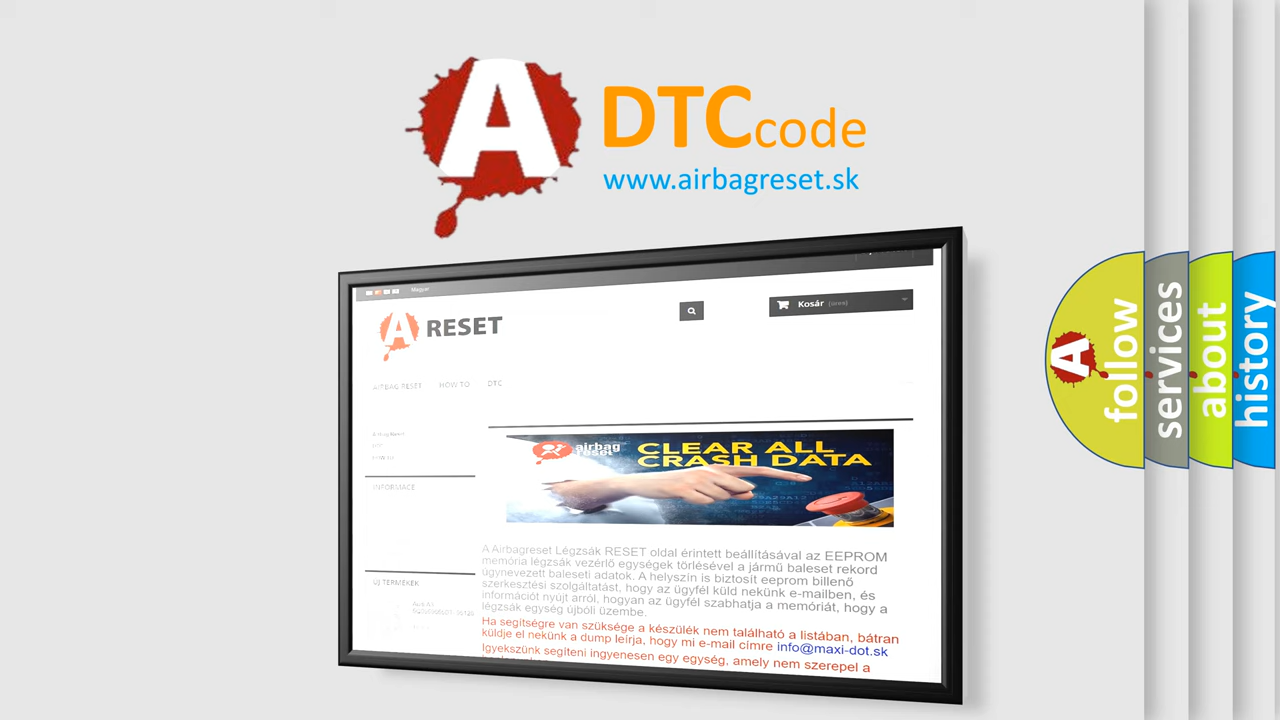 A
DTCcode
www.airbagreset.sk
Magyar
A RESET
Kosár (üres)
AIRBAG RESET HOW TO DTC
INFORMACE
ÚJ TERMÉKEK
airbag
reset
CLEAR ALL
CRASH DATA
A Airbagreset Légzsák RESET oldal érintett beállításával az EEPROM
memória légzsák vezérlő egységek törlésével a jármű baleset rekord
úgynevezett baleseti adatok. A helyszín is biztosít eeprom billenő
szerkesztési szolgáltatást, hogy az ügyfél küld nekünk e-mailben, és
információt nyújt arról, hogyan az ügyfél szabhatja a memóriát, hogy a
légzsák egység újbóli üzembe.
Ha segítségre van szüksége a készülék nem található a listában, bátran
küldje el nekünk a dump leírja, hogy mi e-mail címre info@maxi-dot.sk
Igyekszünk segíteni ingyenesen egy egység, amely nem szerepel a
A
follow
services
about
history